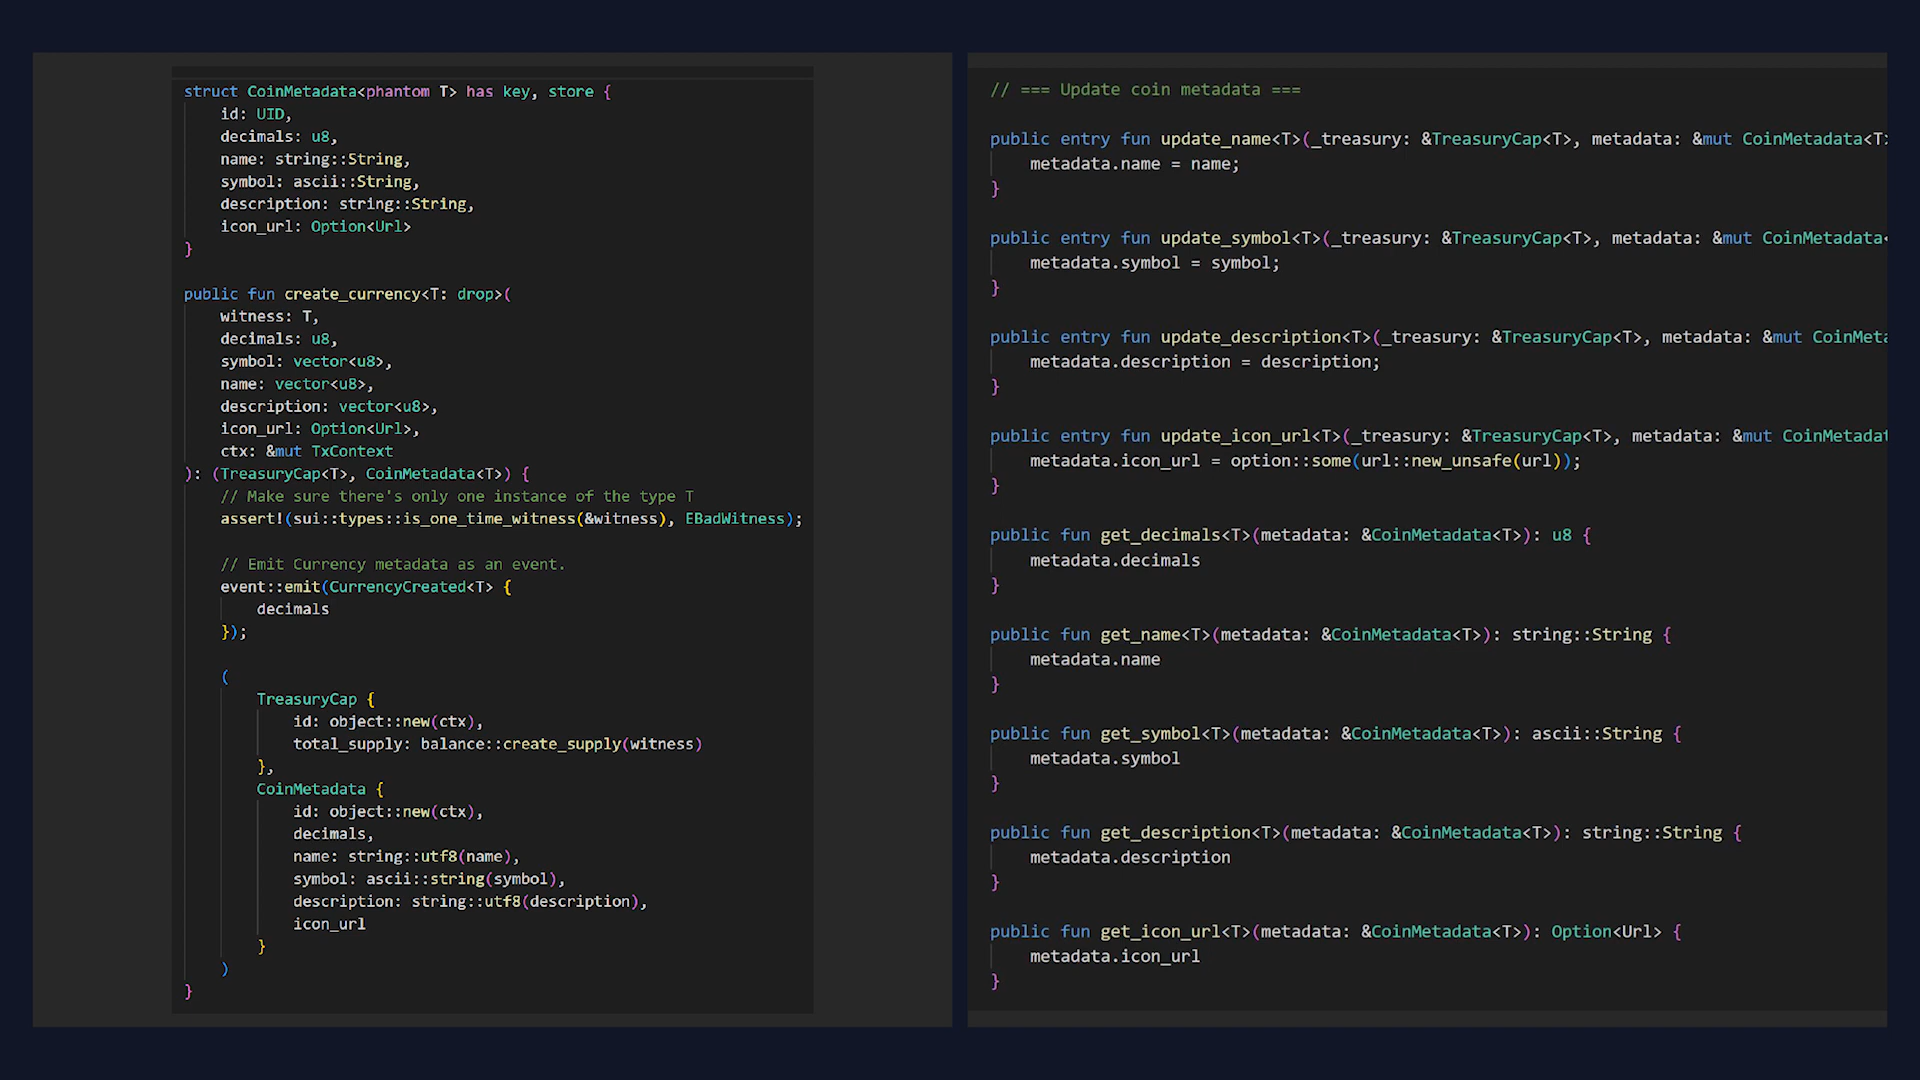 struct CoinMetadata<phantom T> has key, store {
    id: UID,
    decimals: u8,
    name: string::String,
    symbol: ascii::String,
    description: string::String,
    icon_url: Option<Url>
}

public fun create_currency<T: drop>(
    witness: T,
    decimals: u8,
    symbol: vector<u8>,
    name: vector<u8>,
    description: vector<u8>,
    icon_url: Option<Url>,
    ctx: &mut TxContext
): (TreasuryCap<T>, CoinMetadata<T>) {
    // Make sure there's only one instance of the type T
    assert!(sui::types::is_one_time_witness(&witness), EBadWitness);

    // Emit Currency metadata as an event.
    event::emit(CurrencyCreated<T> {
        decimals
    });

    (
        TreasuryCap {
            id: object::new(ctx),
            total_supply: balance::create_supply(witness)
        },
        CoinMetadata {
            id: object::new(ctx),
            decimals,
            name: string::utf8(name),
            symbol: ascii::string(symbol),
            description: string::utf8(description),
            icon_url
        }
    )
}

// === Update coin metadata ===

public entry fun update_name<T>(_treasury: &TreasuryCap<T>, metadata: &mut CoinMetadata<T>
    metadata.name = name;
}

public entry fun update_symbol<T>(_treasury: &TreasuryCap<T>, metadata: &mut CoinMetadata<
    metadata.symbol = symbol;
}

public entry fun update_description<T>(_treasury: &TreasuryCap<T>, metadata: &mut CoinMeta
    metadata.description = description;
}

public entry fun update_icon_url<T>(_treasury: &TreasuryCap<T>, metadata: &mut CoinMetadat
    metadata.icon_url = option::some(url::new_unsafe(url));
}

public fun get_decimals<T>(metadata: &CoinMetadata<T>): u8 {
    metadata.decimals
}

public fun get_name<T>(metadata: &CoinMetadata<T>): string::String {
    metadata.name
}

public fun get_symbol<T>(metadata: &CoinMetadata<T>): ascii::String {
    metadata.symbol
}

public fun get_description<T>(metadata: &CoinMetadata<T>): string::String {
    metadata.description
}

public fun get_icon_url<T>(metadata: &CoinMetadata<T>): Option<Url> {
    metadata.icon_url
}